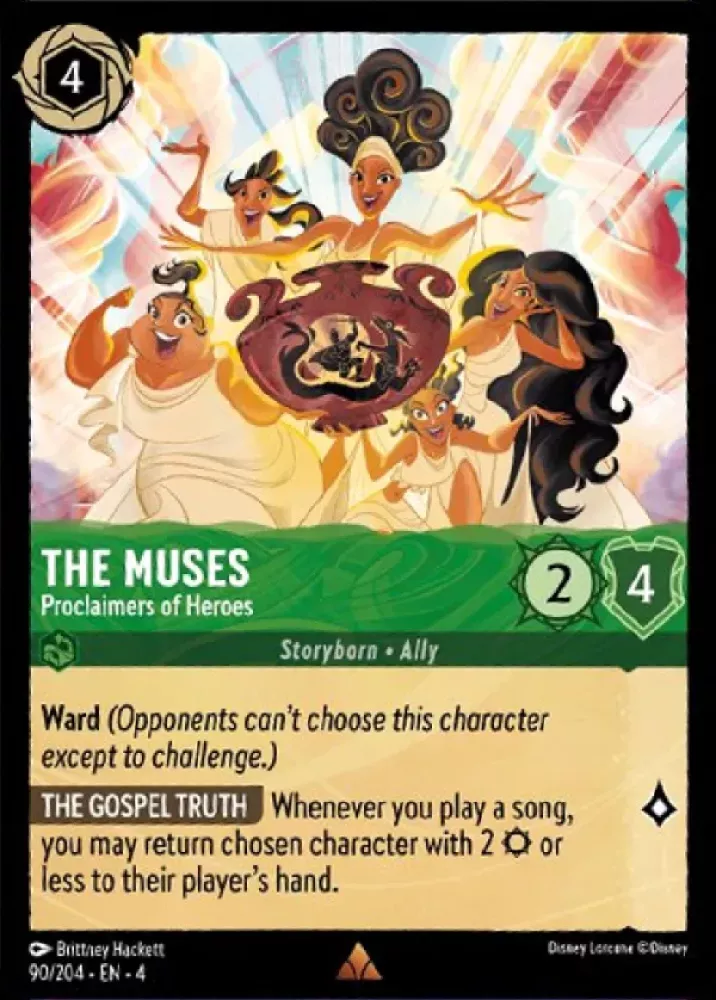 4
THE MUSES
Proclaimers of Heroes
2
4
Storyborn • Ally
Ward (Opponents can't choose this character
except to challenge.)
THE GOSPEL TRUTH Whenever you play a song,
you may return chosen character with 2 or
less to their player's hand.
Brittney Hackett
Disney Lorcana ©Disney
90/204 • EN • 4